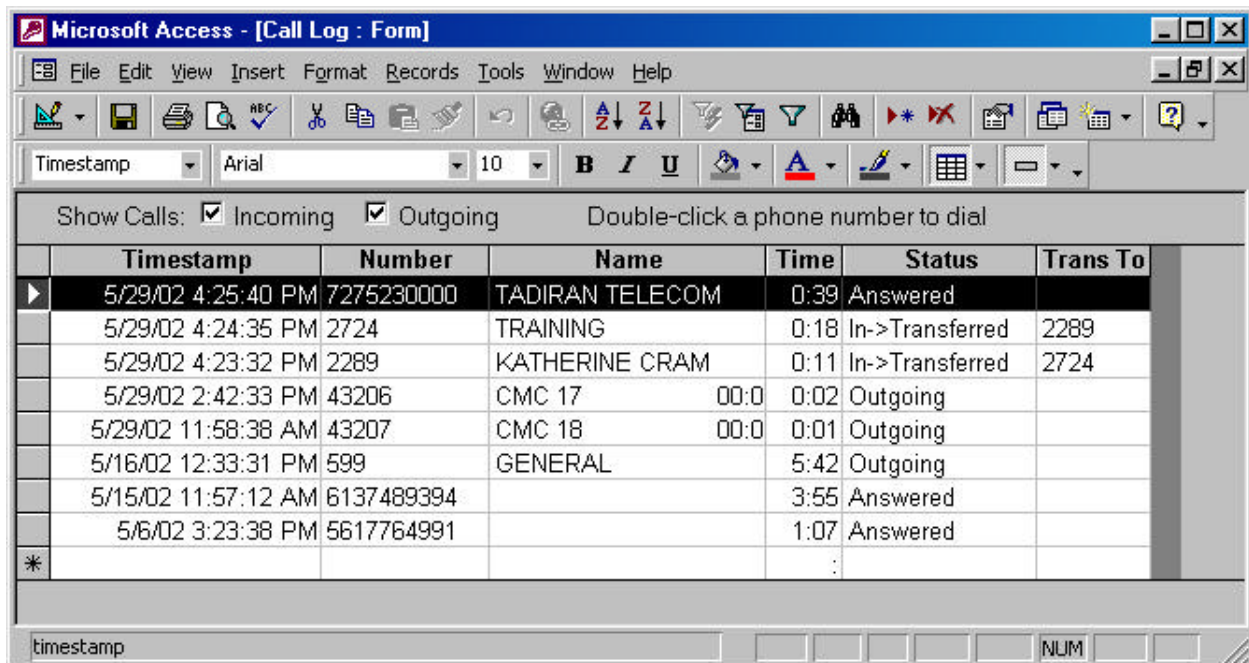 Microsoft Access - [Call Log : Form]
File Edit View Insert Format Records Tools Window Help
Timestamp Arial 10 B I U A
Show Calls: Incoming Outgoing Double-click a phone number to dial
Timestamp Number Name Time Status Trans To
5/29/02 4:25:40 PM 7275230000 TADIRAN TELECOM 0:39 Answered
5/29/02 4:24:35 PM 2724 TRAINING 0:18 In->Transferred 2289
5/29/02 4:23:32 PM 2289 KATHERINE CRAM 0:11 In->Transferred 2724
5/29/02 2:42:33 PM 43206 CMC 17 00:0 0:02 Outgoing
5/29/02 11:58:38 AM 43207 CMC 18 00:0 0:01 Outgoing
5/16/02 12:33:31 PM 599 GENERAL 5:42 Outgoing
5/15/02 11:57:12 AM 6137489394 3:55 Answered
5/6/02 3:23:38 PM 5617764991 1:07 Answered
:
timestamp NUM